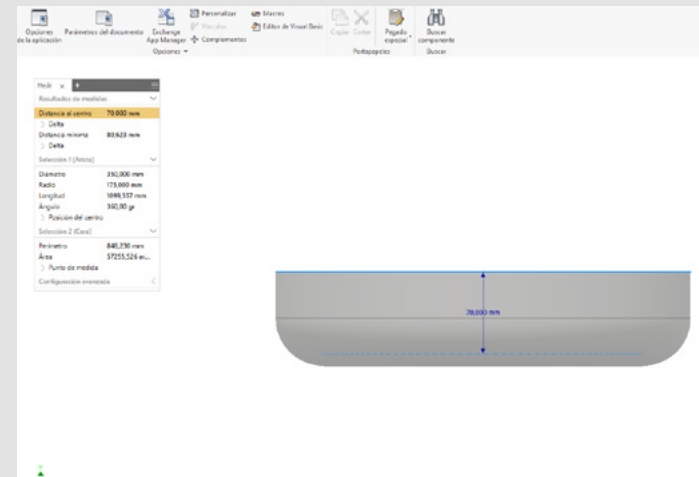 Opciones de la aplicación
Parámetros del documento
Exchange App Manager
Personalizar
Vínculos
Complementos
Macros
Editor de Visual Basic
Opciones
Copiar
Cortar
Pegado especial
Portapapeles
Buscar componente
Buscar
Medir
Resultados de medidas
Distancia al centro 70,000 mm
Delta
Distancia mínima 80,623 mm
Delta
Selección 1 (Arista)
Diámetro 350,000 mm
Radio 175,000 mm
Longitud 1099,557 mm
Ángulo 360,00 gr
Posición del centro
Selección 2 (Cara)
Perímetro 848,230 mm
Área 57255,526 m...
Punto de medida
Configuración avanzada
70,000 mm